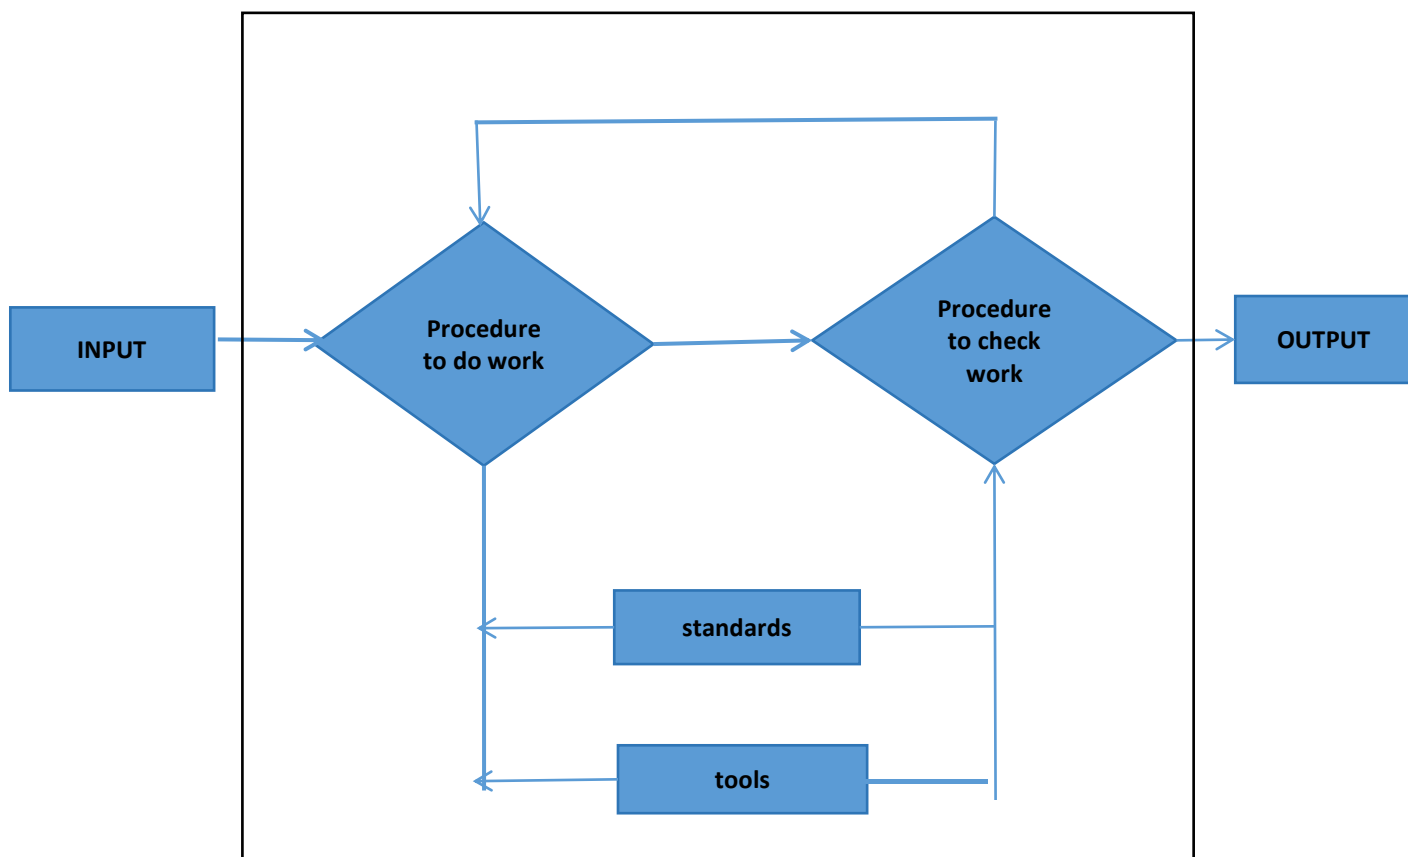 INPUT
Procedure
to do work
Procedure
to check
work
OUTPUT
standards
tools